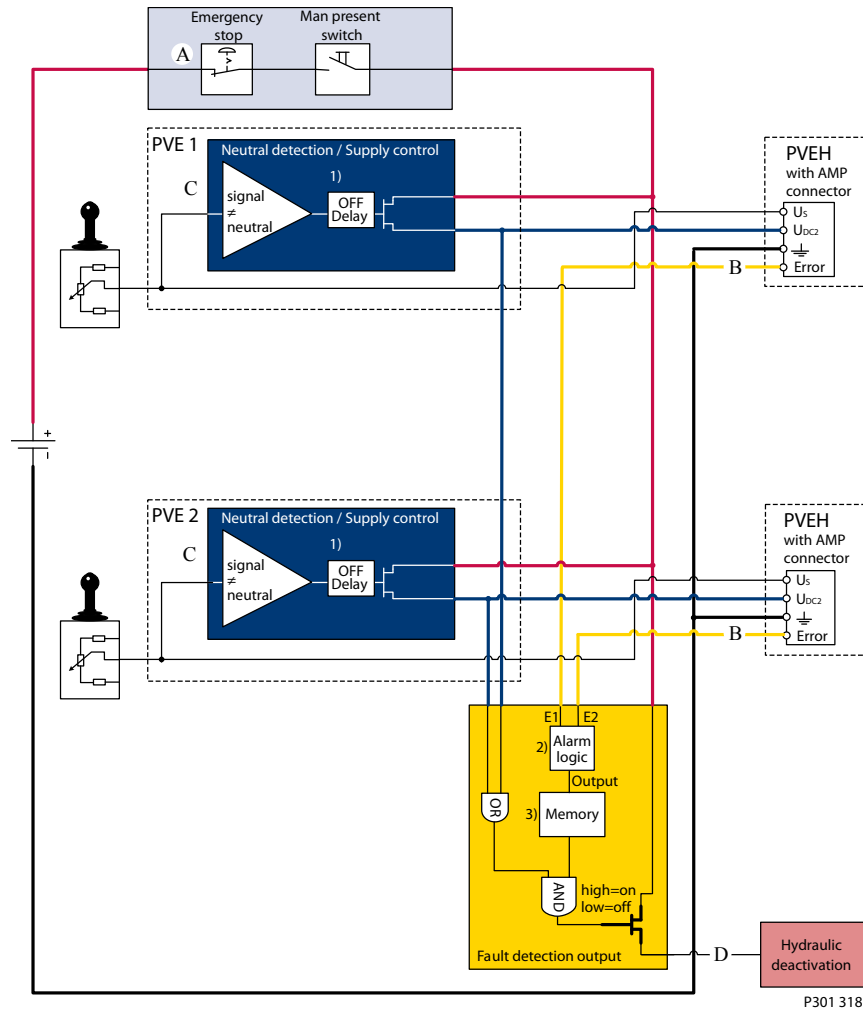 Emergency
stop
Man present
switch
A
PVE 1
Neutral detection / Supply control
C
signal
≠
neutral
1)
OFF
Delay
PVEH
with AMP
connector
US
UDC2
Error
B
+
–
PVE 2
Neutral detection / Supply control
C
signal
≠
neutral
1)
OFF
Delay
PVEH
with AMP
connector
US
UDC2
Error
B
E1 E2
2)
Alarm
logic
Output
OR
3)
Memory
AND
high=on
low=off
Fault detection output
D
Hydraulic
deactivation
P301 318